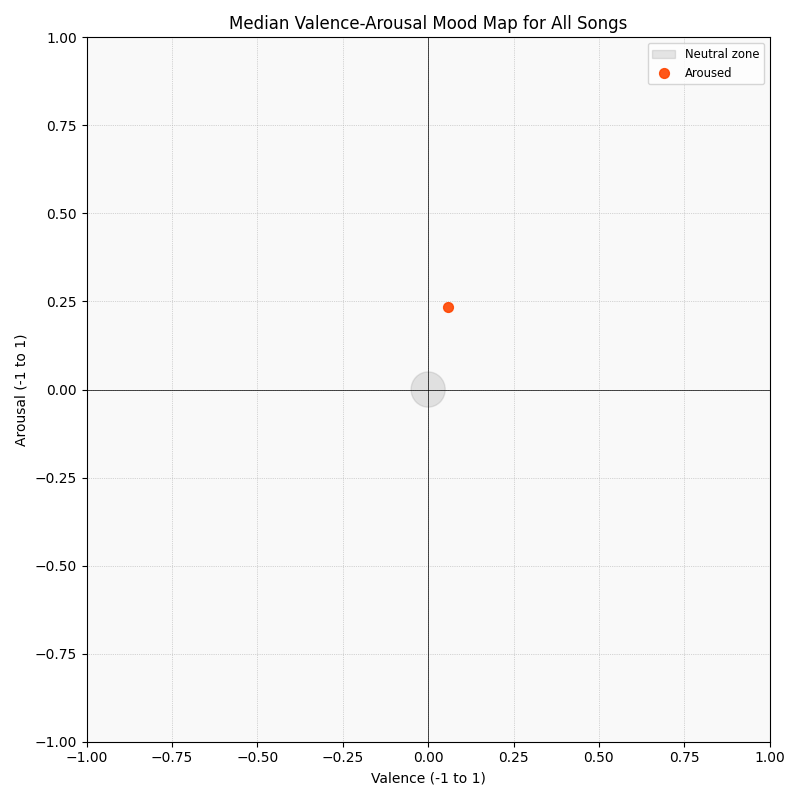 Median Valence-Arousal Mood Map for All Songs
Neutral zone
Aroused
1.00
0.75
0.50
0.25
0.00
−0.25
−0.50
−0.75
−1.00
Arousal (-1 to 1)
−1.00 −0.75 −0.50 −0.25 0.00 0.25 0.50 0.75 1.00
Valence (-1 to 1)